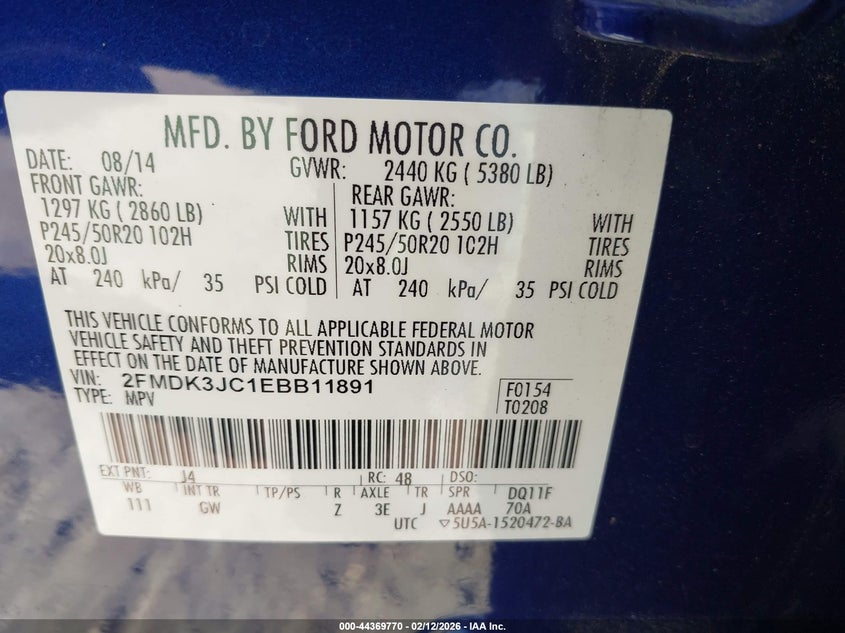 MFD. BY FORD MOTOR CO.
DATE: 08/14 GVWR: 2440 KG ( 5380 LB)
FRONT GAWR: REAR GAWR:
1297 KG ( 2860 LB) WITH 1157 KG ( 2550 LB) WITH
P245/50R20 102H TIRES P245/50R20 102H TIRES
20x8.0J RIMS 20x8.0J RIMS
AT 240 kPa/ 35 PSI COLD AT 240 kPa/ 35 PSI COLD
THIS VEHICLE CONFORMS TO ALL APPLICABLE FEDERAL MOTOR
VEHICLE SAFETY AND THEFT PREVENTION STANDARDS IN
EFFECT ON THE DATE OF MANUFACTURE SHOWN ABOVE.
VIN: 2FMDK3JC1EBB11891
TYPE: MPV
F0154
T0208
EXT PNT: J4 RC: 48 DSO:
WB INT TR TP/PS R AXLE TR SPR DQ11F
111 GW Z 3E J AAAA 70A
UTC ▽5U5A-1520472-BA
000-44369770 - 02/12/2026 - IAA Inc.